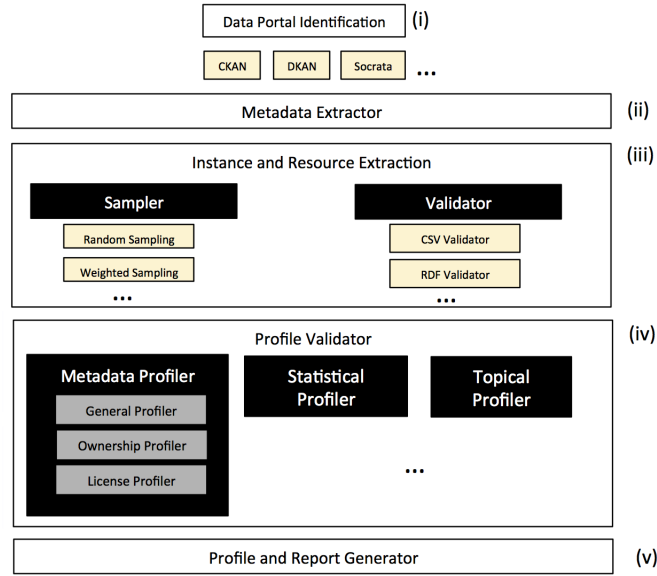 Data Portal Identification (i)
CKAN DKAN Socrata ...
Metadata Extractor (ii)
Instance and Resource Extraction (iii)
Sampler Validator
Random Sampling CSV Validator
Weighted Sampling RDF Validator
... ...
Profile Validator (iv)
Metadata Profiler
General Profiler
Ownership Profiler
License Profiler
Statistical
Profiler
Topical
Profiler
...
Profile and Report Generator (v)